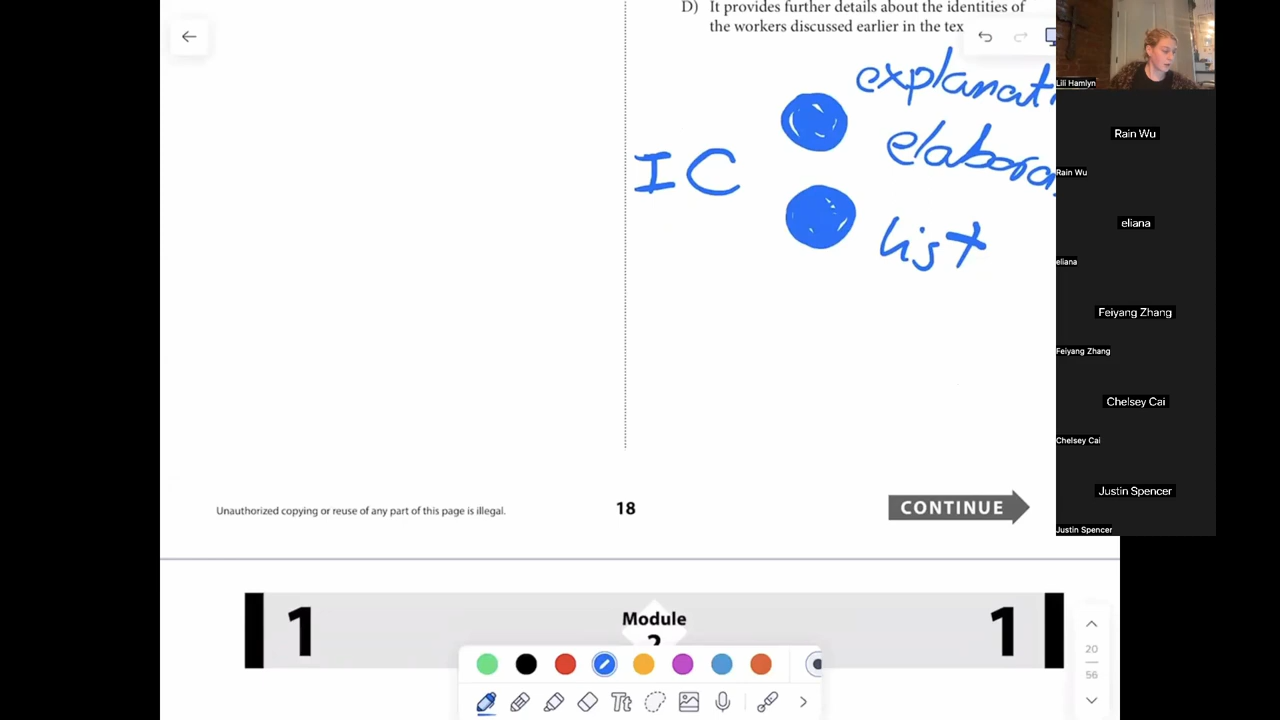 D) It provides further details about the identities of
the workers discussed earlier in the tex
explanat
elabora
IC
list
Unauthorized copying or reuse of any part of this page is illegal.
18
CONTINUE
1
Module
2
1
Tt
20
56
Lili Hamlyn
Rain Wu
Rain Wu
eliana
eliana
Feiyang Zhang
Feiyang Zhang
Chelsey Cai
Chelsey Cai
Justin Spencer
Justin Spencer